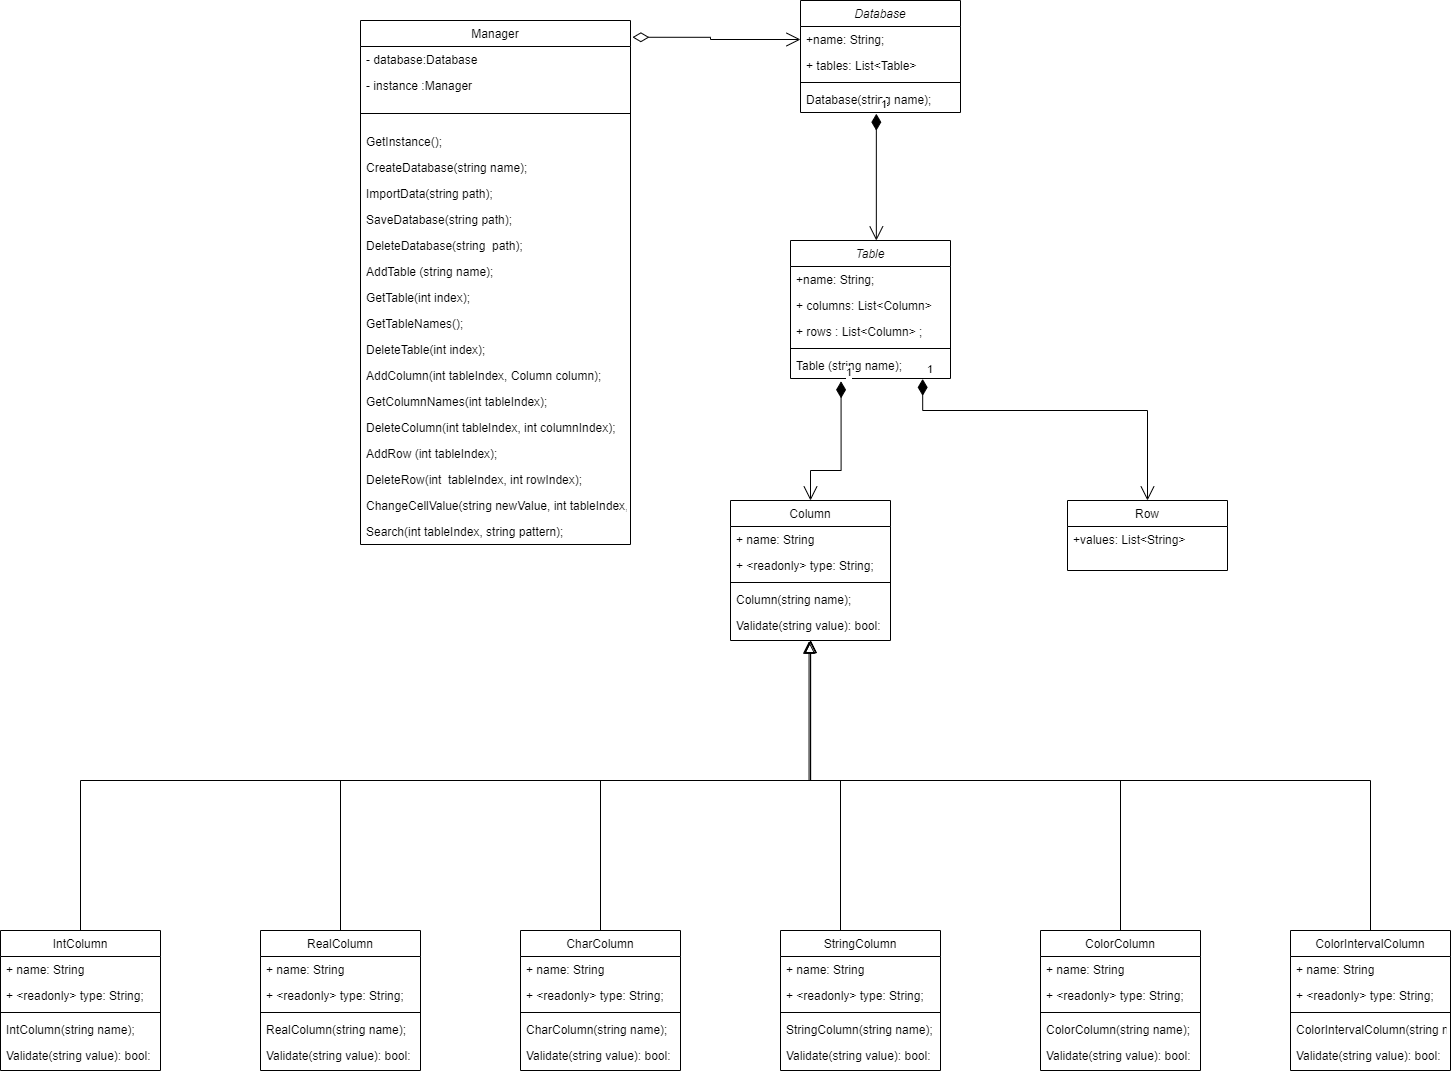 Manager
- database:Database
- instance :Manager
GetInstance();
CreateDatabase(string name);
ImportData(string path);
SaveDatabase(string path);
DeleteDatabase(string  path);
AddTable (string name);
GetTable(int index);
GetTableNames();
DeleteTable(int index);
AddColumn(int tableIndex, Column column);
GetColumnNames(int tableIndex);
DeleteColumn(int tableIndex, int columnIndex);
AddRow (int tableIndex);
DeleteRow(int  tableIndex, int rowIndex);
ChangeCellValue(string newValue, int tableIndex,
Search(int tableIndex, string pattern);
Database
+name: String;
+ tables: List<Table>
Database(string name);
1
Table
+name: String;
+ columns: List<Column>
+ rows : List<Column> ;
Table (string name);
1
1
Column
+ name: String
+ <readonly> type: String;
Column(string name);
Validate(string value): bool:
Row
+values: List<String>
IntColumn
+ name: String
+ <readonly> type: String;
IntColumn(string name);
Validate(string value): bool:
RealColumn
+ name: String
+ <readonly> type: String;
RealColumn(string name);
Validate(string value): bool:
CharColumn
+ name: String
+ <readonly> type: String;
CharColumn(string name);
Validate(string value): bool:
StringColumn
+ name: String
+ <readonly> type: String;
StringColumn(string name);
Validate(string value): bool:
ColorColumn
+ name: String
+ <readonly> type: String;
ColorColumn(string name);
Validate(string value): bool:
ColorIntervalColumn
+ name: String
+ <readonly> type: String;
ColorIntervalColumn(string
Validate(string value): bool: